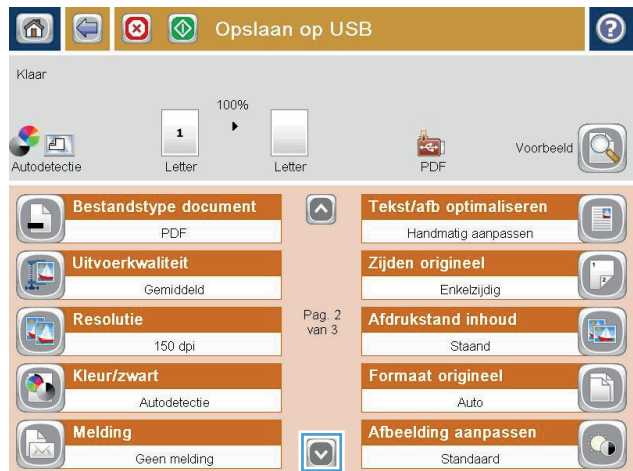 Opslaan op USB
?
Klaar
100%
1
Autodetectie
Letter
Letter
PDF
Voorbeeld
Bestandstype document
PDF
Uitvoerkwaliteit
Gemiddeld
Resolutie
150 dpi
Kleur/zwart
Autodetectie
Melding
Geen melding
Pag. 2
van 3
Tekst/afb optimaliseren
Handmatig aanpassen
Zijden origineel
Enkelzijdig
1
2
Afdrukstand inhoud
Staand
Formaat origineel
Auto
Afbeelding aanpassen
Standaard